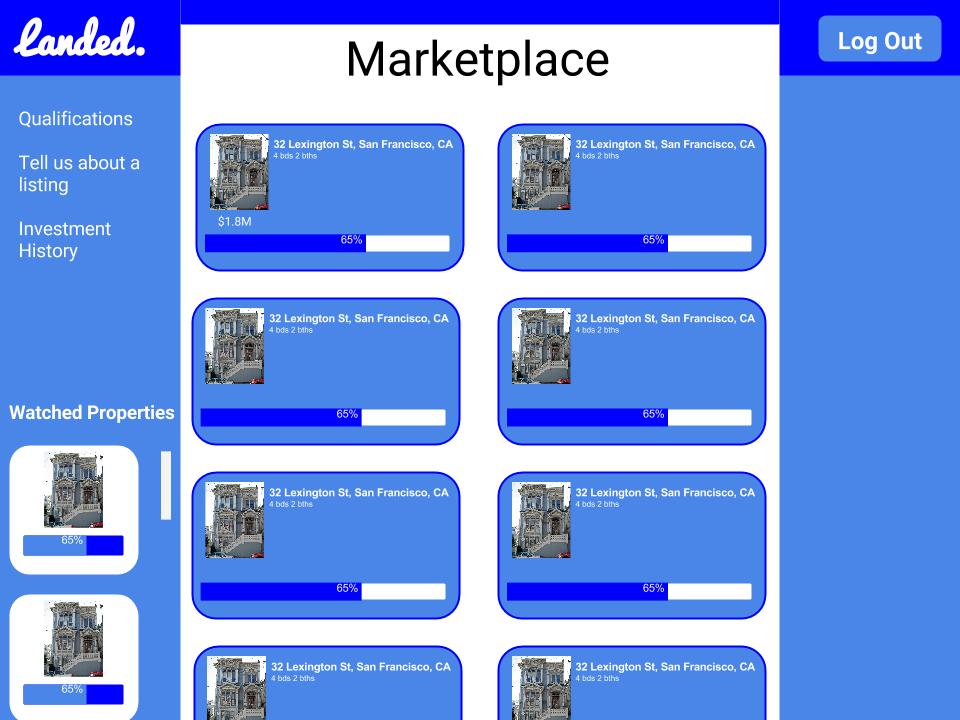 Landed.
Log Out
Marketplace
Qualifications
Tell us about a
listing
Investment
History
Watched Properties
65%
65%
32 Lexington St, San Francisco, CA
4 bds 2 bths
$1.8M
65%
32 Lexington St, San Francisco, CA
4 bds 2 bths
65%
32 Lexington St, San Francisco, CA
4 bds 2 bths
65%
32 Lexington St, San Francisco, CA
4 bds 2 bths
65%
32 Lexington St, San Francisco, CA
4 bds 2 bths
65%
32 Lexington St, San Francisco, CA
4 bds 2 bths
65%
32 Lexington St, San Francisco, CA
4 bds 2 bths
32 Lexington St, San Francisco, CA
4 bds 2 bths